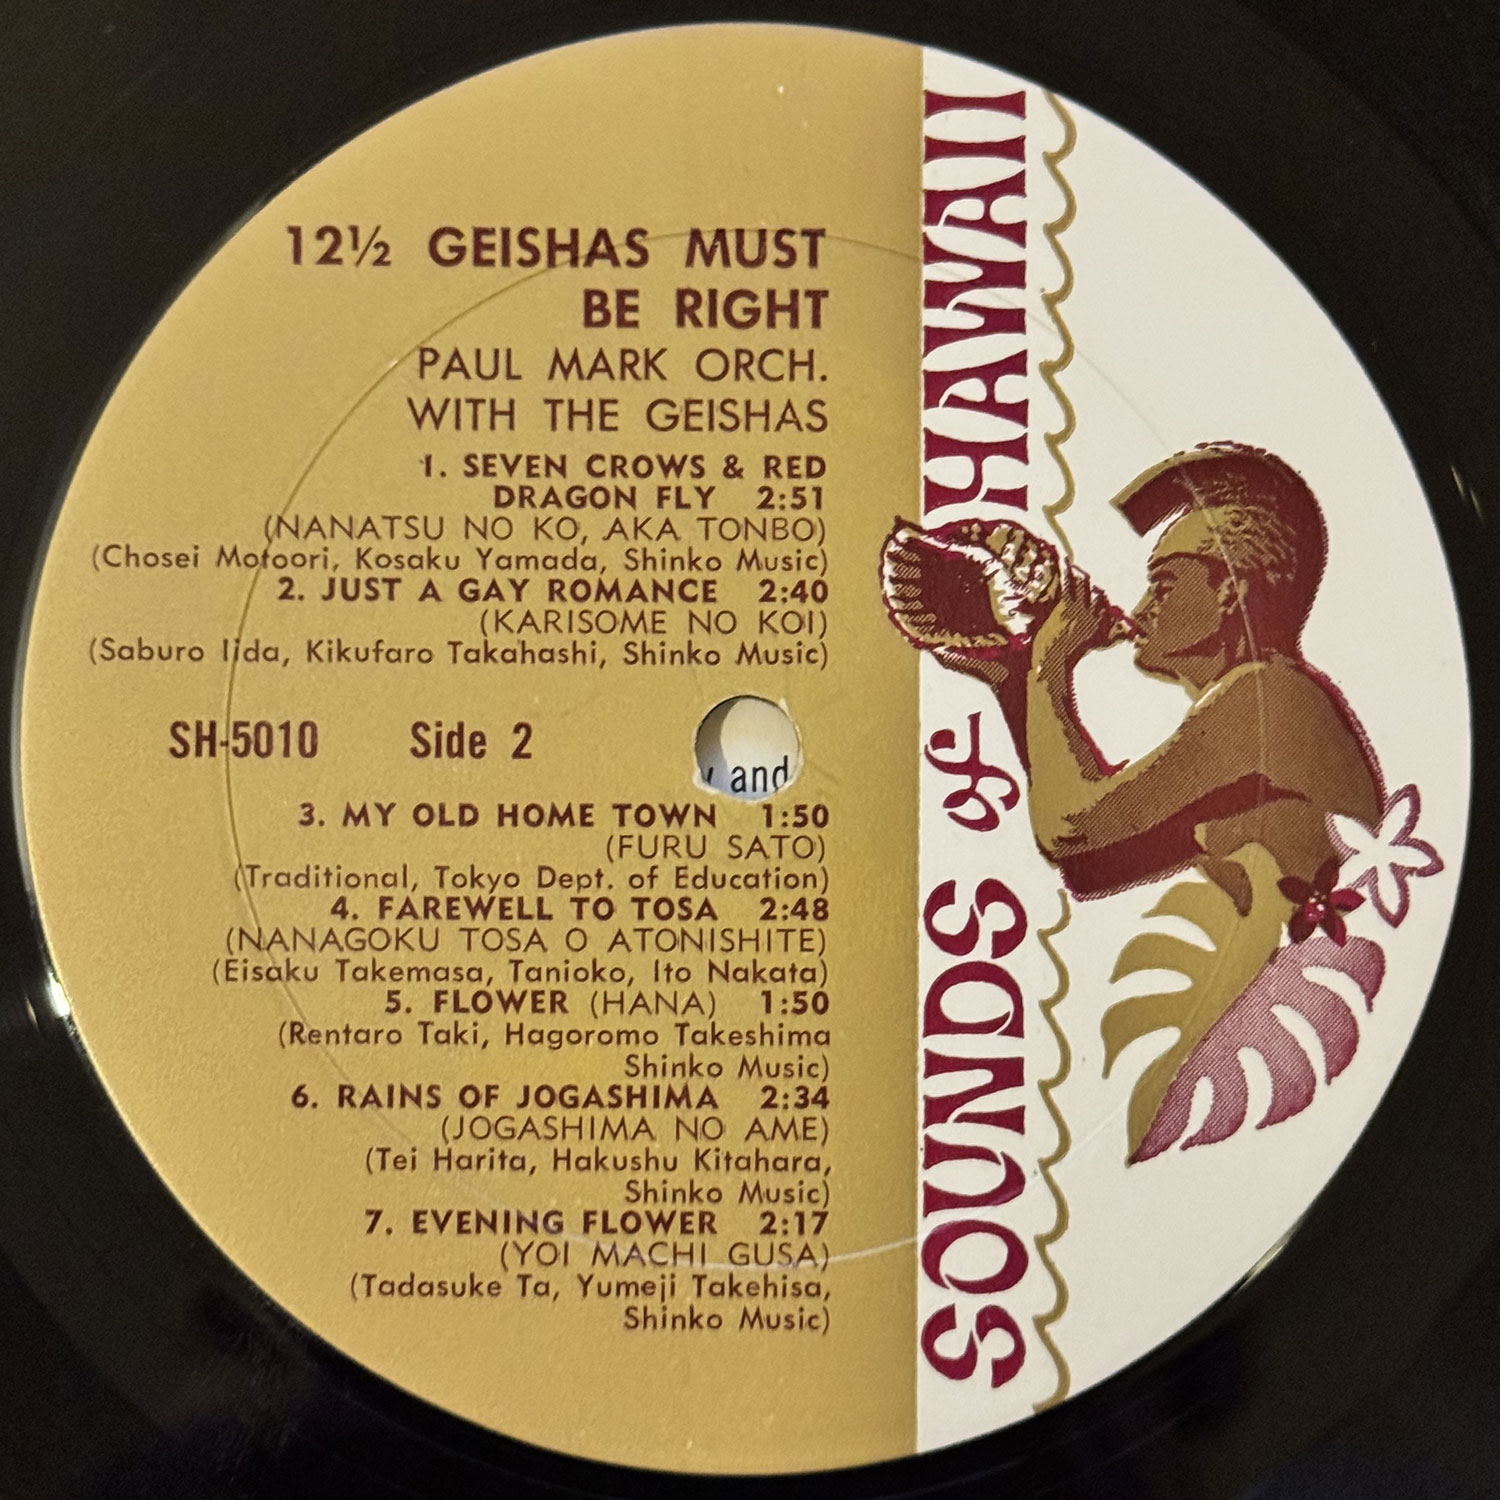 12½ GEISHAS MUST
BE RIGHT
PAUL MARK ORCH.
WITH THE GEISHAS
1. SEVEN CROWS & RED
DRAGON FLY 2:51
(NANATSU NO KO, AKA TONBO)
(Chosei Motoori, Kosaku Yamada, Shinko Music)
2. JUST A GAY ROMANCE 2:40
(KARISOME NO KOI)
(Saburo Iida, Kikufaro Takahashi, Shinko Music)
SH-5010 Side 2
and
3. MY OLD HOME TOWN 1:50
(FURU SATO)
(Traditional, Tokyo Dept. of Education)
4. FAREWELL TO TOSA 2:48
(NANAGOKU TOSA O ATONISHITE)
(Eisaku Takemasa, Tanioko, Ito Nakata)
5. FLOWER (HANA) 1:50
(Rentaro Taki, Hagoromo Takeshima
Shinko Music)
6. RAINS OF JOGASHIMA 2:34
(JOGASHIMA NO AME)
(Tei Harita, Hakushu Kitahara,
Shinko Music)
7. EVENING FLOWER 2:17
(YOI MACHI GUSA)
(Tadasuke Ta, Yumeji Takehisa,
Shinko Music)
SOUNDS of HAWAII